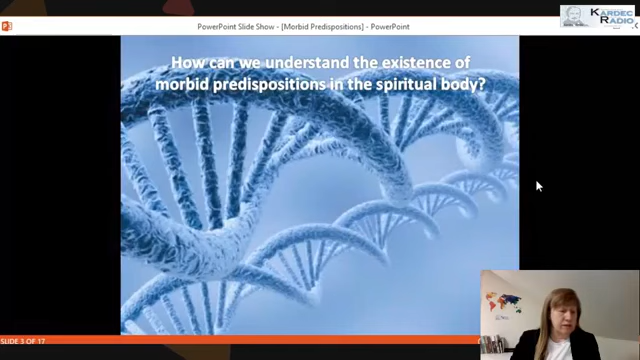 KARDEC
RADIO
PowerPoint Slide Show - [Morbid Predispositions] - PowerPoint
How can we understand the existence of
morbid predispositions in the spiritual body?
SLIDE 3 OF 17